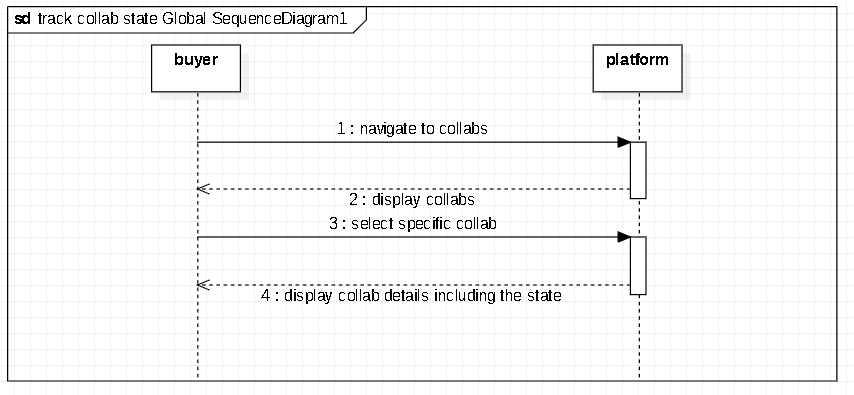 sd track collab state Global SequenceDiagram1
buyer
platform
1 : navigate to collabs
2 : display collabs
3 : select specific collab
4 : display collab details including the state